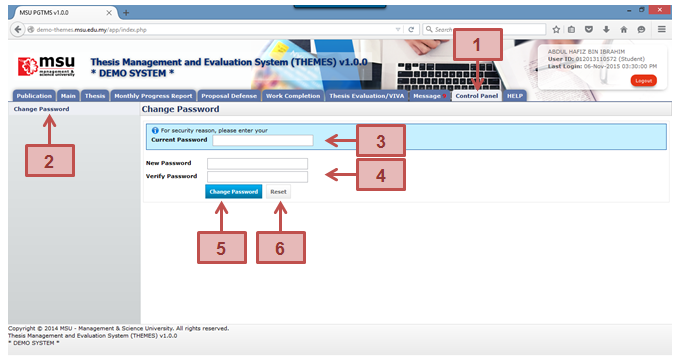 MSU PGTMS v1.0.0
demo-themes.msu.edu.my/app/index.php
Search
msu
management &
science university
Thesis Management and Evaluation System (THEMES) v1.0.0
* DEMO SYSTEM *
1
ABDUL HAFIZ BIN IBRAHIM
User ID: 012013110572 (Student)
Last Login: 06-Nov-2015 03:30:00 PM
Logout
Publication Main Thesis Monthly Progress Report Proposal Defense Work Completion Thesis Evaluation/VIVA Message Control Panel HELP
Change Password
Change Password
2
For security reason, please enter your
Current Password
3
New Password
Verify Password
4
Change Password Reset
5 6
Copyright © 2014 MSU - Management & Science University. All rights reserved.
Thesis Management and Evaluation System (THEMES) v1.0.0
* DEMO SYSTEM *